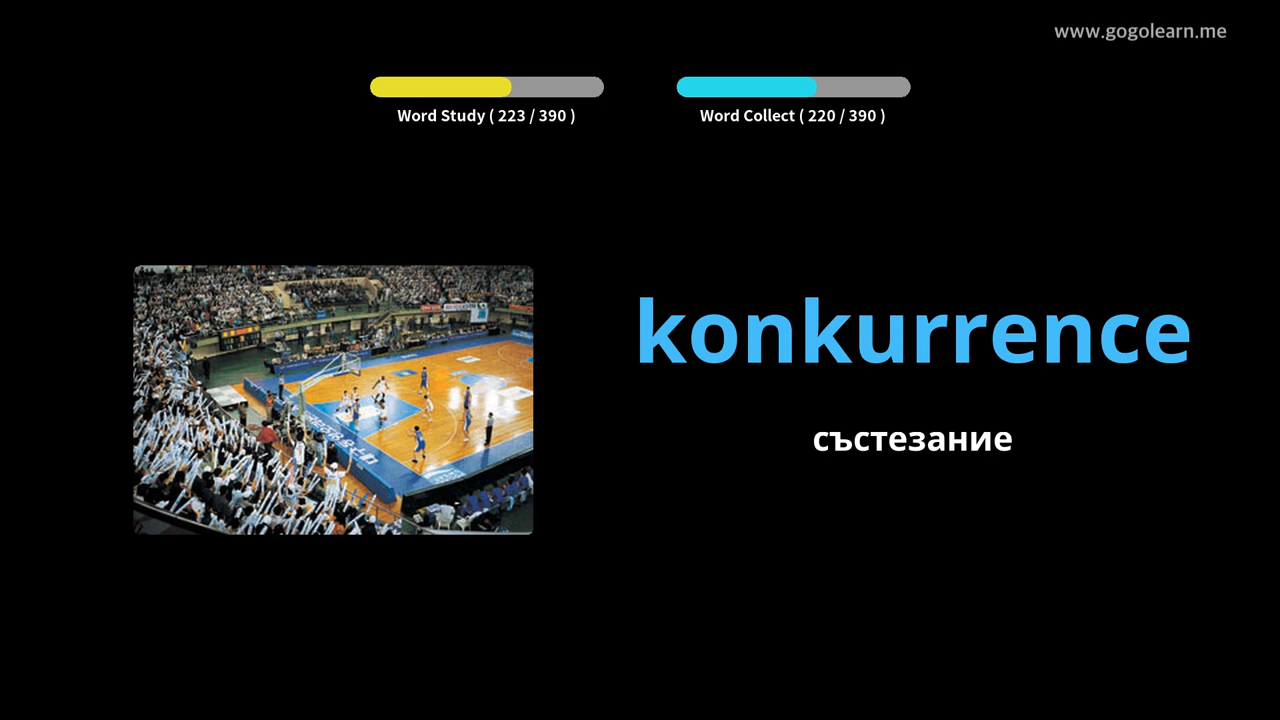 www.gogolearn.me
Word Study ( 223 / 390 )
Word Collect ( 220 / 390 )
konkurrence
състезание